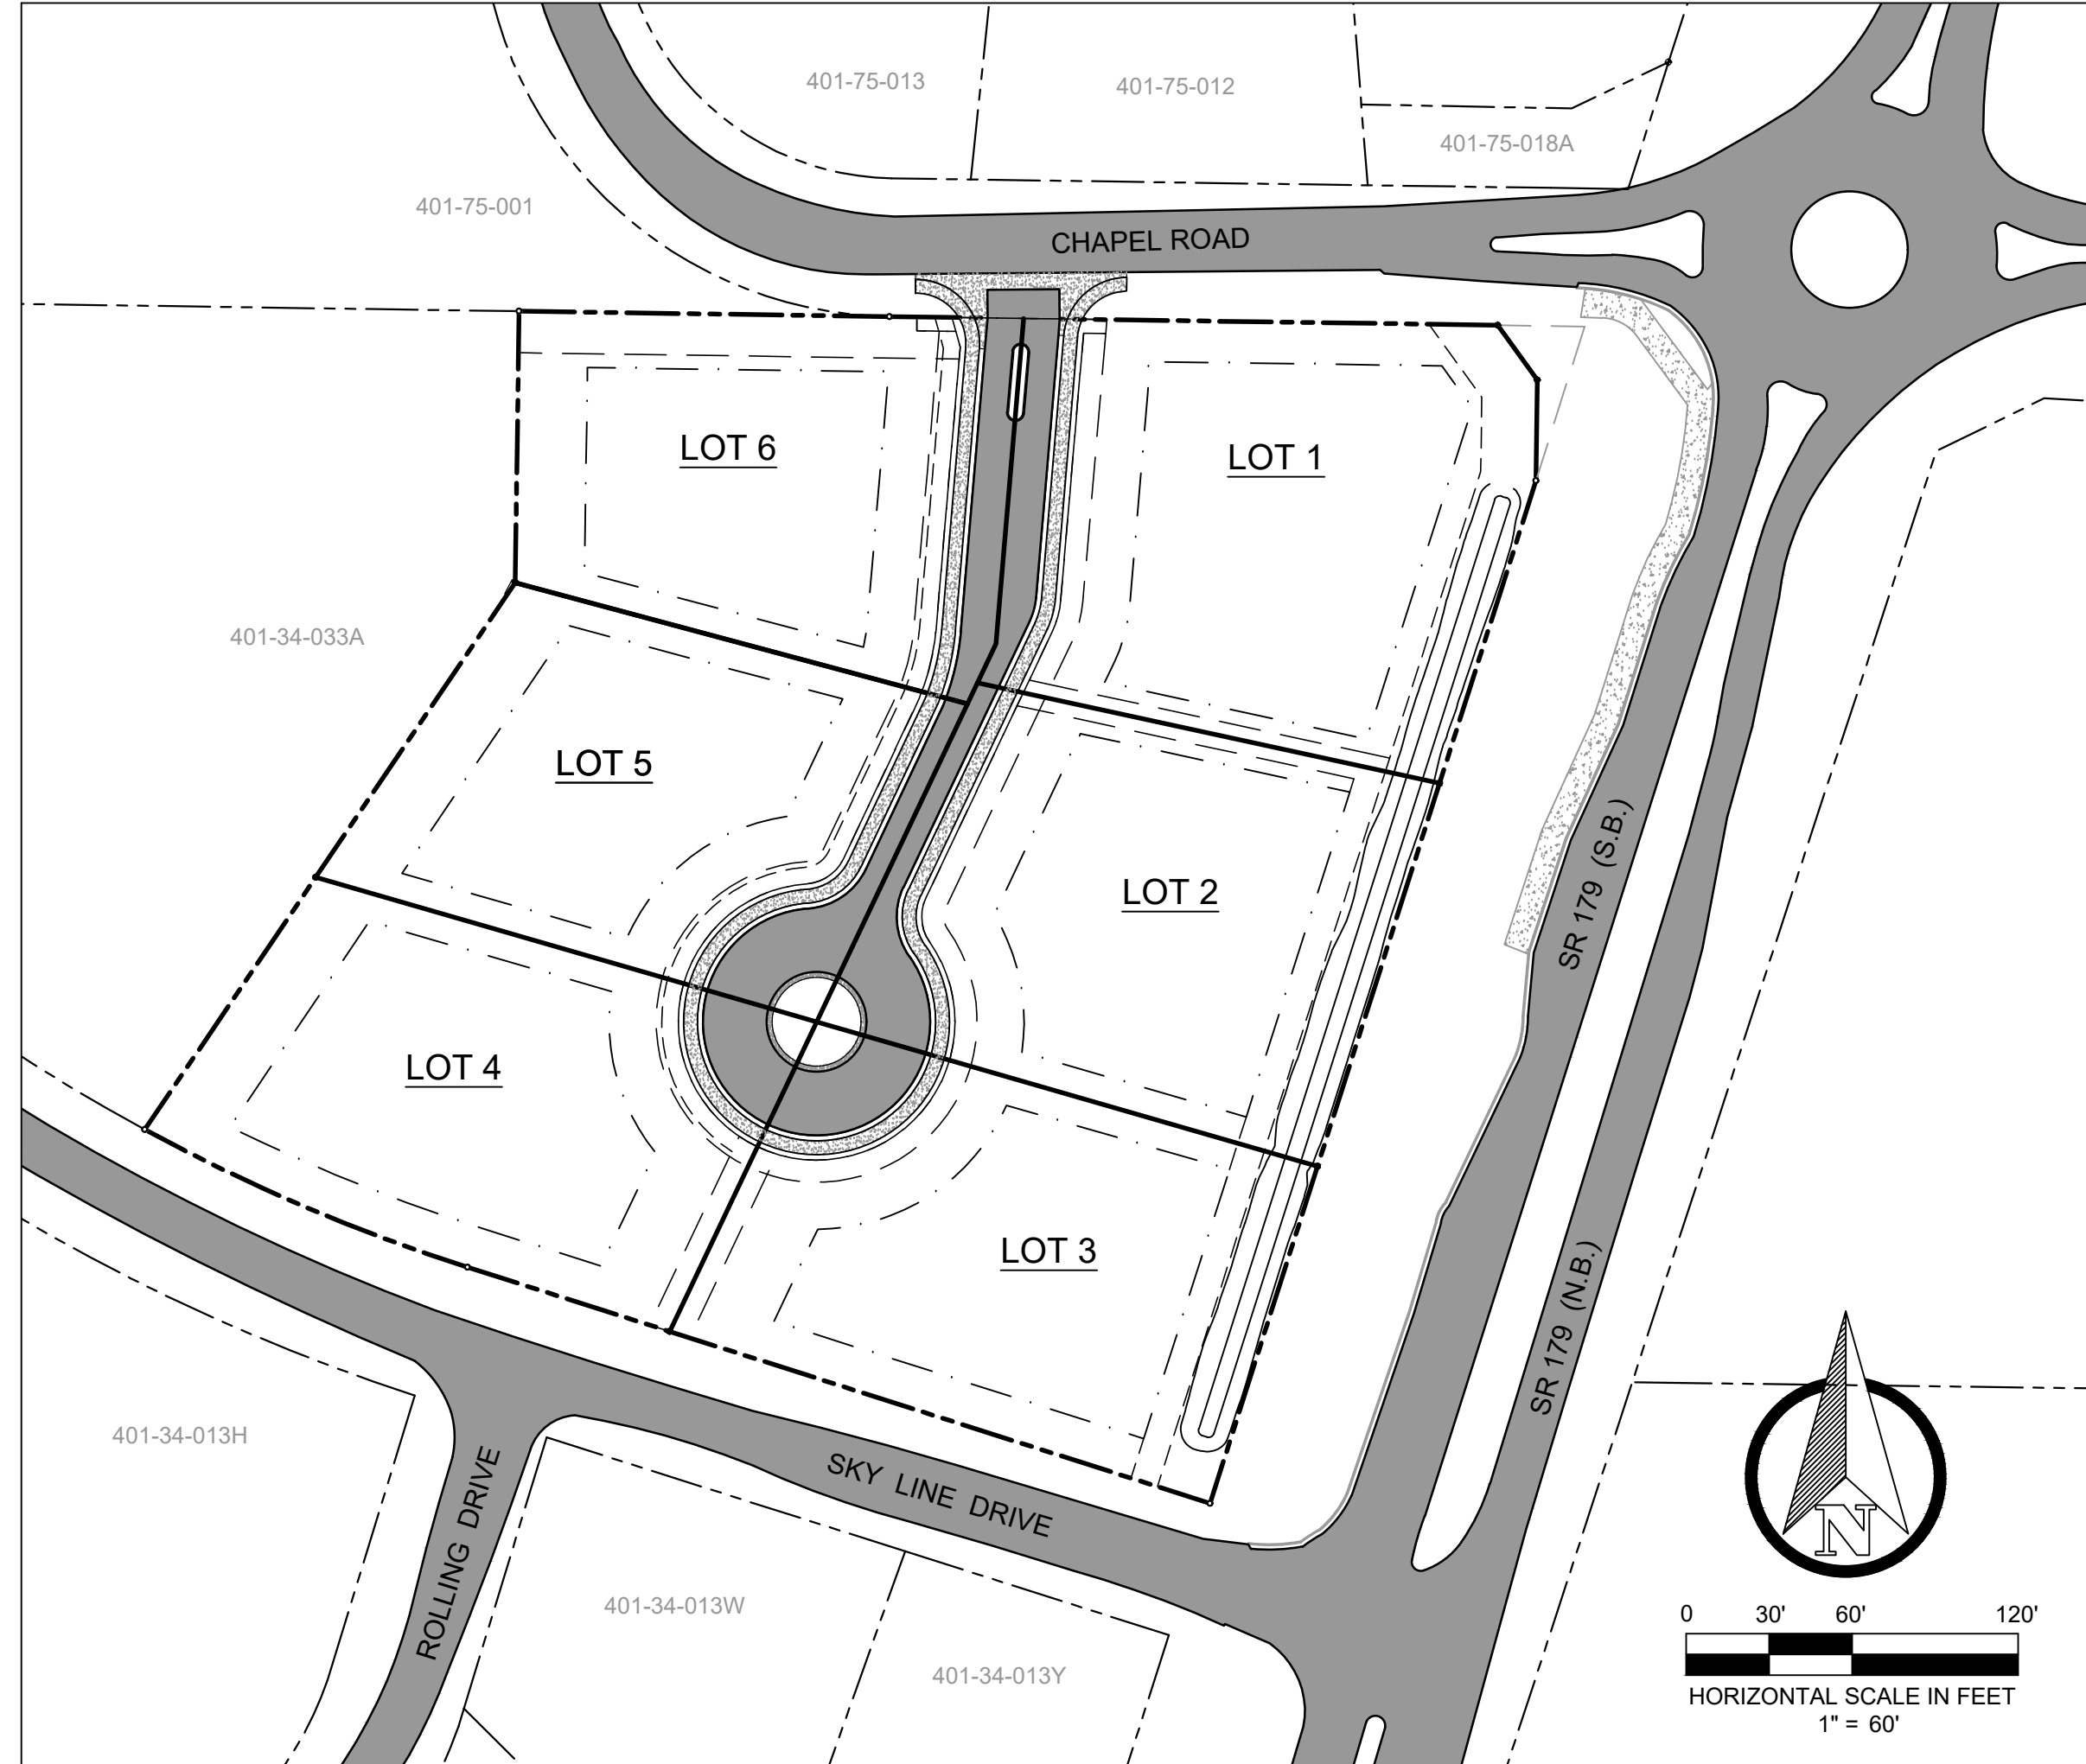 401-75-013
401-75-012
401-75-018A
401-75-001
CHAPEL ROAD
LOT 6
LOT 1
401-34-033A
LOT 5
LOT 2
SR 179 (S.B.)
LOT 4
LOT 3
SR 179 (N.B.)
401-34-013H
SKY LINE DRIVE
ROLLING DRIVE
N
401-34-013W
401-34-013Y
0 30' 60' 120'
HORIZONTAL SCALE IN FEET
1" = 60'